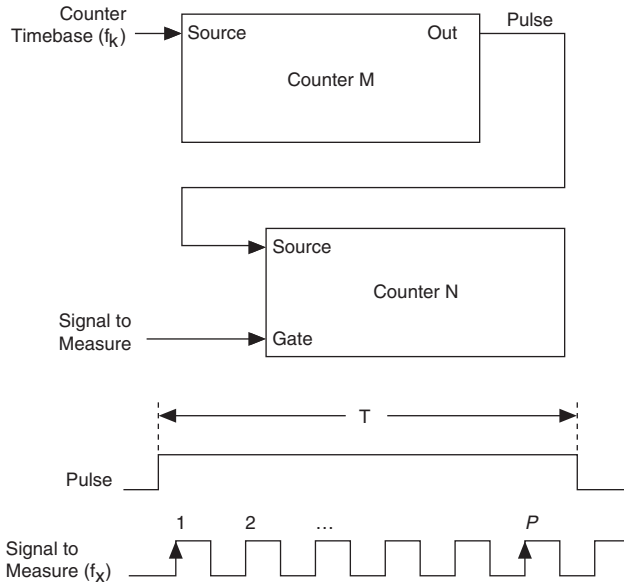 Counter
Timebase (fk)
Source
Out
Pulse
Counter M
Source
Counter N
Signal to
Measure
Gate
T
Pulse
1 2 ... P
Signal to
Measure (fx)